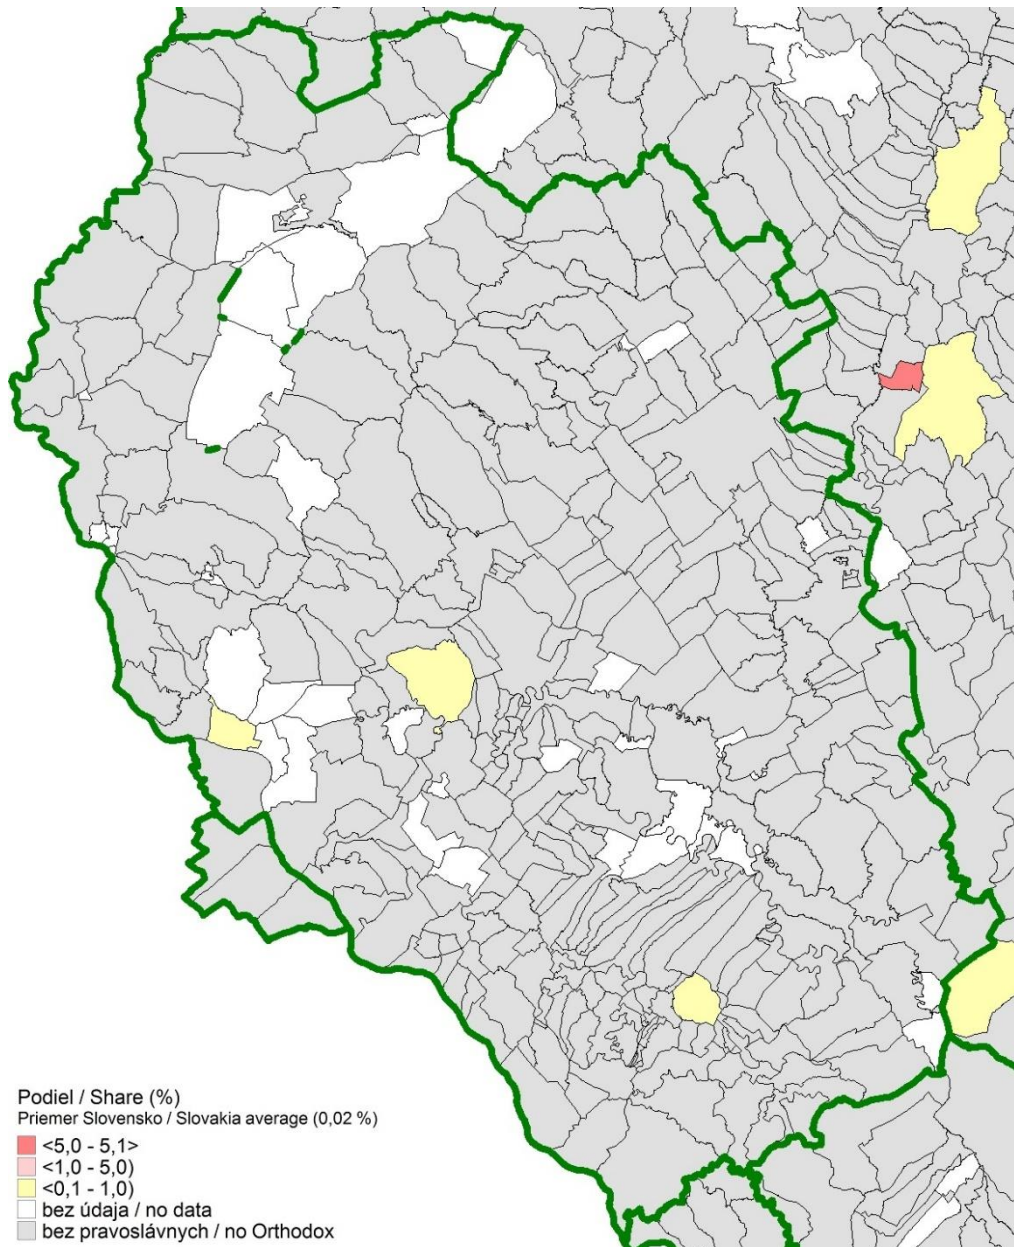 Podiel / Share (%)
Priemer Slovensko / Slovakia average (0,02 %)
<5,0 - 5,1>
<1,0 - 5,0)
<0,1 - 1,0)
bez údaja / no data
bez pravoslávnych / no Orthodox